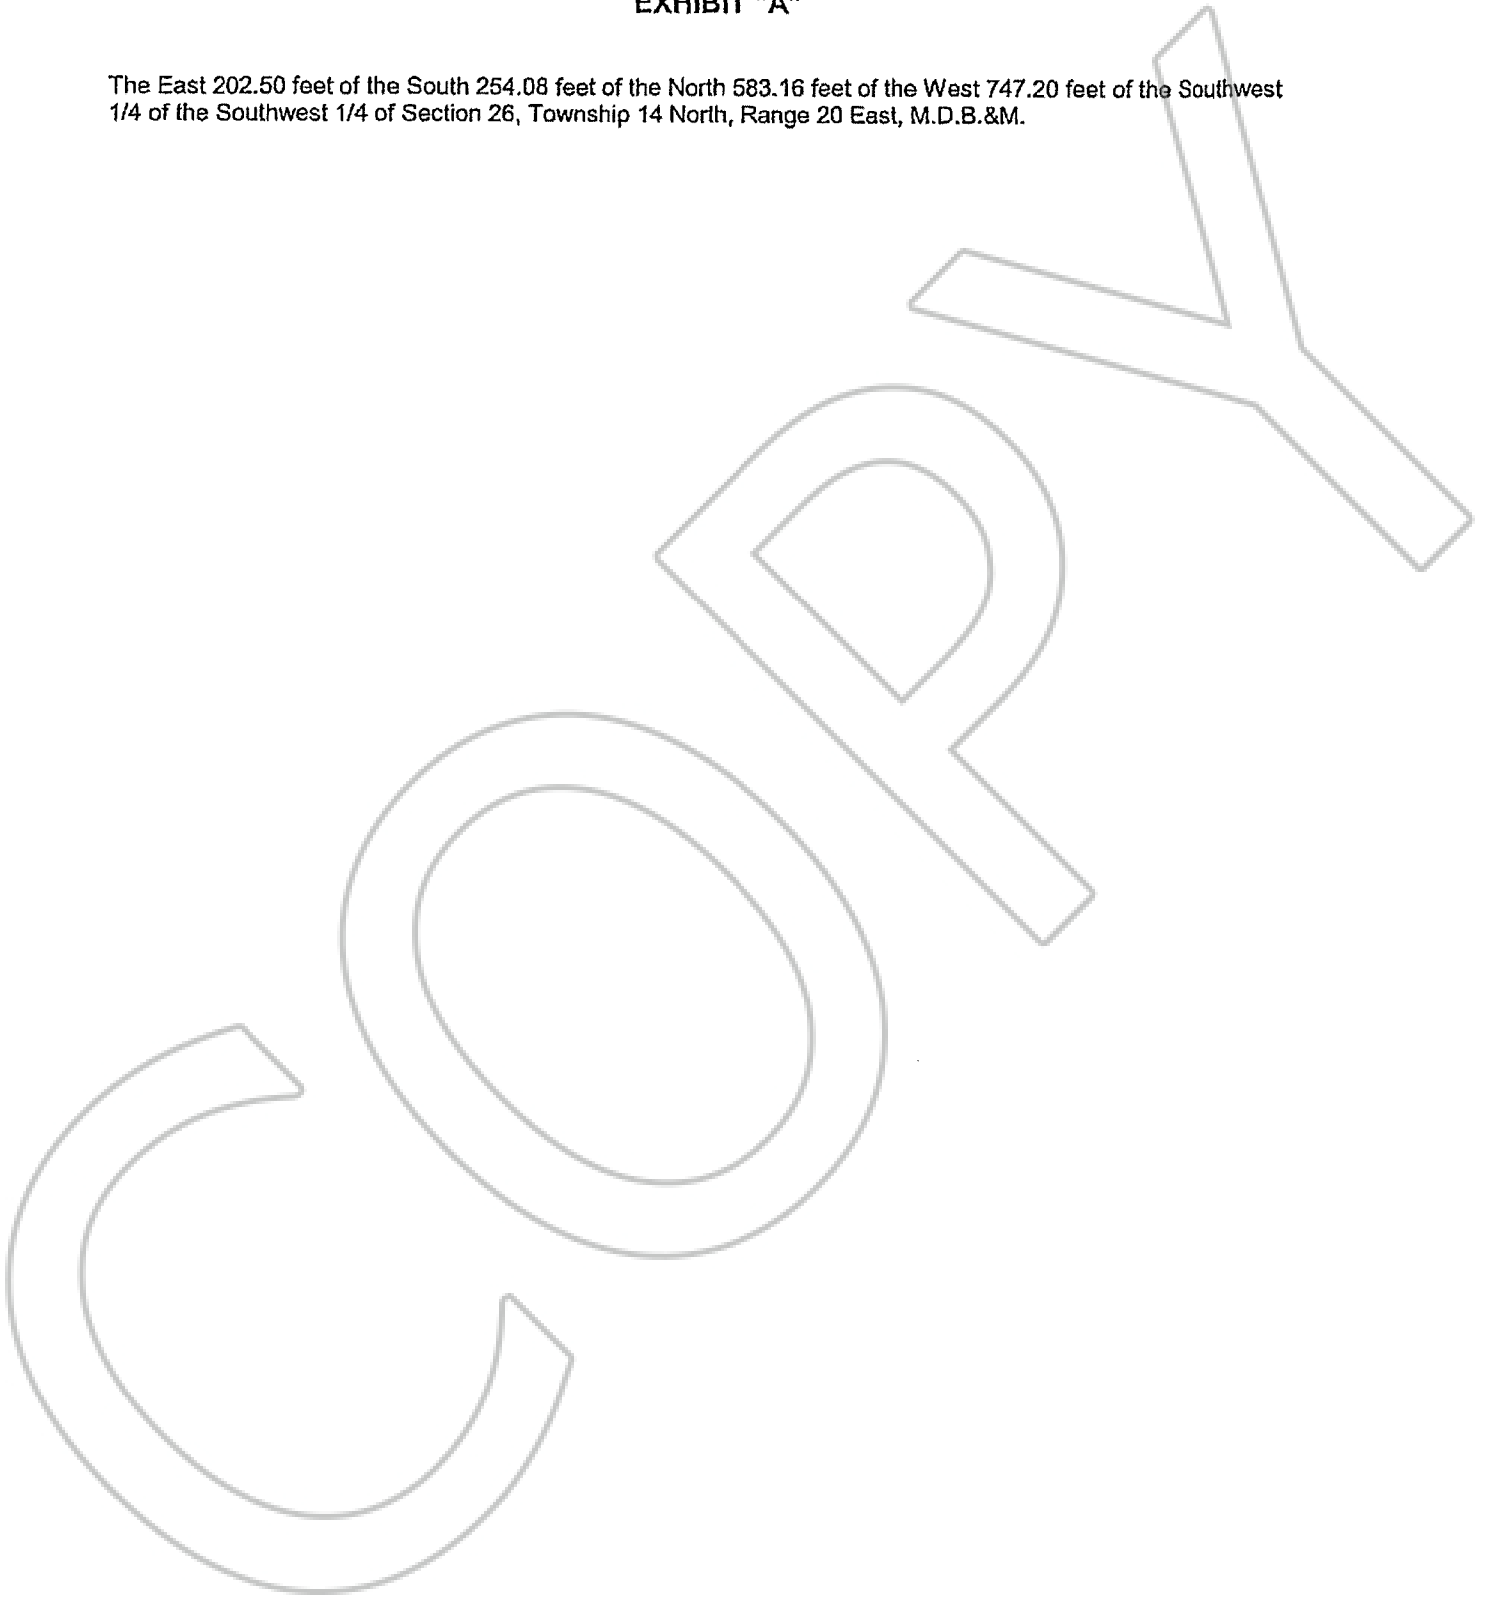 EXHIBIT "A"
The East 202.50 feet of the South 254.08 feet of the North 583.16 feet of the West 747.20 feet of the Southwest
1/4 of the Southwest 1/4 of Section 26, Township 14 North, Range 20 East, M.D.B.&M.
COPY